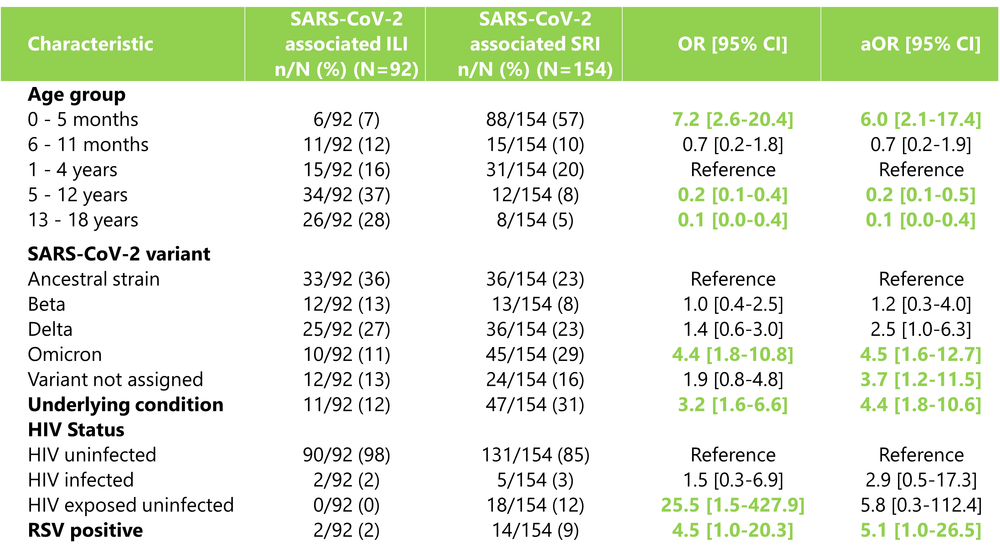 Characteristic
SARS-CoV-2
associated ILI
n/N (%) (N=92)
SARS-CoV-2
associated SRI
n/N (%) (N=154)
OR [95% CI]
aOR [95% CI]
Age group
0 - 5 months 6/92 (7) 88/154 (57) 7.2 [2.6-20.4] 6.0 [2.1-17.4]
6 - 11 months 11/92 (12) 15/154 (10) 0.7 [0.2-1.8] 0.7 [0.2-1.9]
1 - 4 years 15/92 (16) 31/154 (20) Reference Reference
5 - 12 years 34/92 (37) 12/154 (8) 0.2 [0.1-0.4] 0.2 [0.1-0.5]
13 - 18 years 26/92 (28) 8/154 (5) 0.1 [0.0-0.4] 0.1 [0.0-0.4]
SARS-CoV-2 variant
Ancestral strain 33/92 (36) 36/154 (23) Reference Reference
Beta 12/92 (13) 13/154 (8) 1.0 [0.4-2.5] 1.2 [0.3-4.0]
Delta 25/92 (27) 36/154 (23) 1.4 [0.6-3.0] 2.5 [1.0-6.3]
Omicron 10/92 (11) 45/154 (29) 4.4 [1.8-10.8] 4.5 [1.6-12.7]
Variant not assigned 12/92 (13) 24/154 (16) 1.9 [0.8-4.8] 3.7 [1.2-11.5]
Underlying condition 11/92 (12) 47/154 (31) 3.2 [1.6-6.6] 4.4 [1.8-10.6]
HIV Status
HIV uninfected 90/92 (98) 131/154 (85) Reference Reference
HIV infected 2/92 (2) 5/154 (3) 1.5 [0.3-6.9] 2.9 [0.5-17.3]
HIV exposed uninfected 0/92 (0) 18/154 (12) 25.5 [1.5-427.9] 5.8 [0.3-112.4]
RSV positive 2/92 (2) 14/154 (9) 4.5 [1.0-20.3] 5.1 [1.0-26.5]